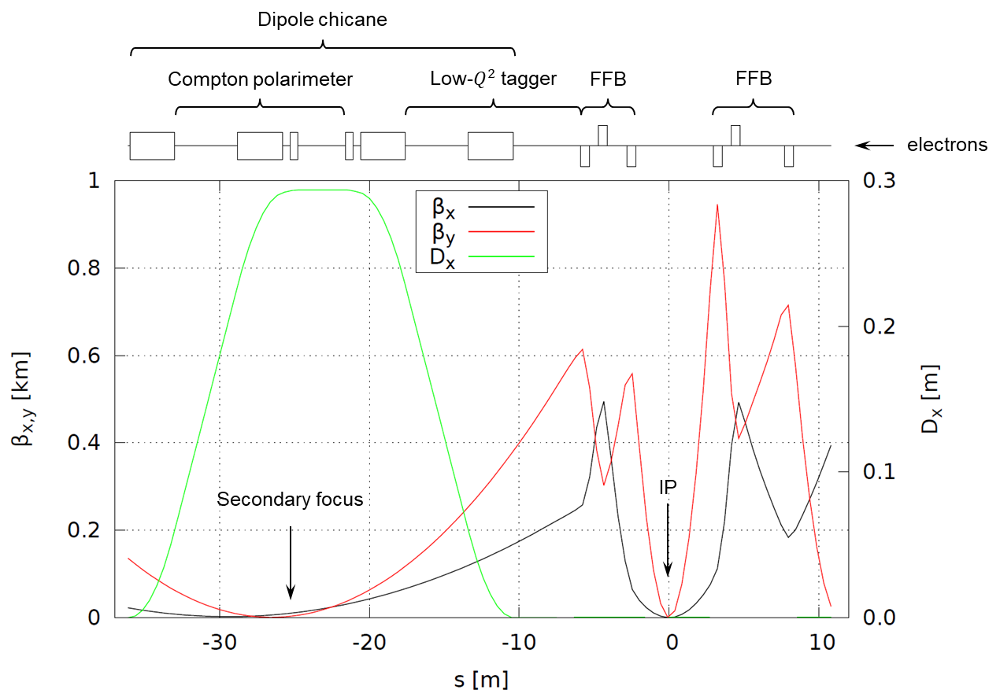 Dipole chicane
Compton polarimeter
Low-Q² tagger
FFB
FFB
electrons
1
0.8
0.6
0.4
0.2
0
βx,y [km]
βx
βy
Dx
0.3
0.2
0.1
0.0
Dx [m]
Secondary focus
IP
-30
-20
-10
0
10
s [m]